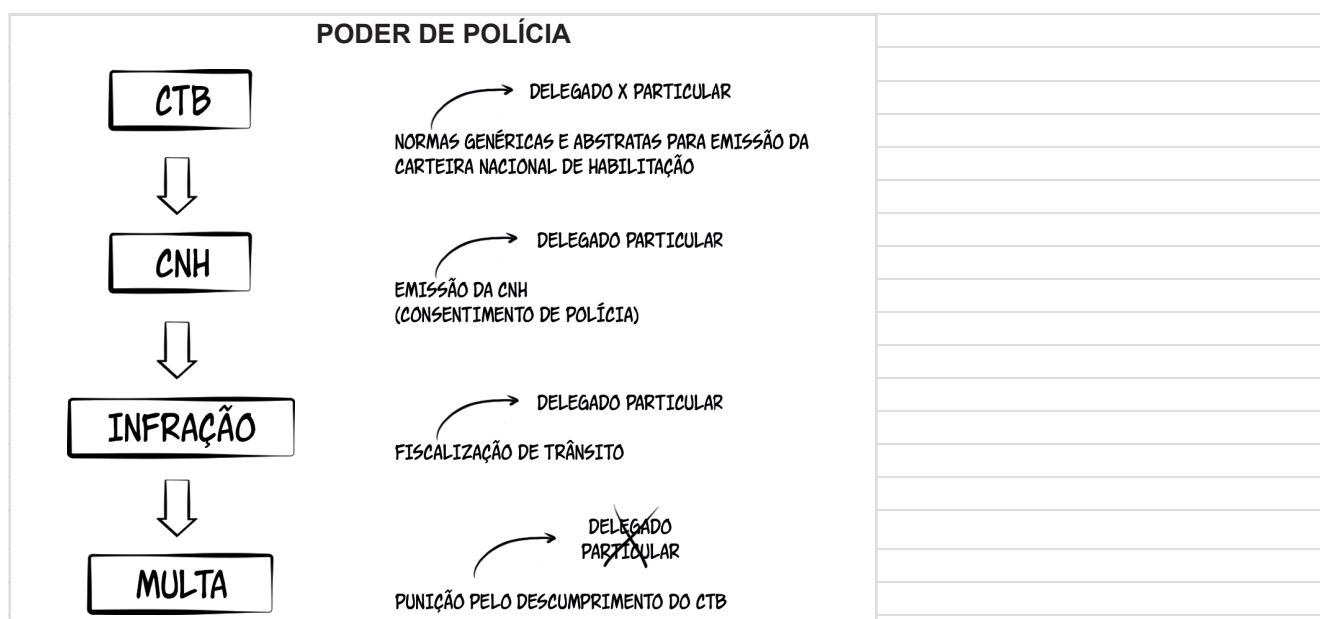 PODER DE POLÍCIA
CTB
DELEGADO X PARTICULAR
NORMAS GENÉRICAS E ABSTRATAS PARA EMISSÃO DA
CARTEIRA NACIONAL DE HABILITAÇÃO
CNH
DELEGADO PARTICULAR
EMISSÃO DA CNH
(CONSENTIMENTO DE POLÍCIA)
INFRAÇÃO
DELEGADO PARTICULAR
FISCALIZAÇÃO DE TRÂNSITO
DELEGADO
PARTICULAR
MULTA
PUNIÇÃO PELO DESCUMPRIMENTO DO CTB